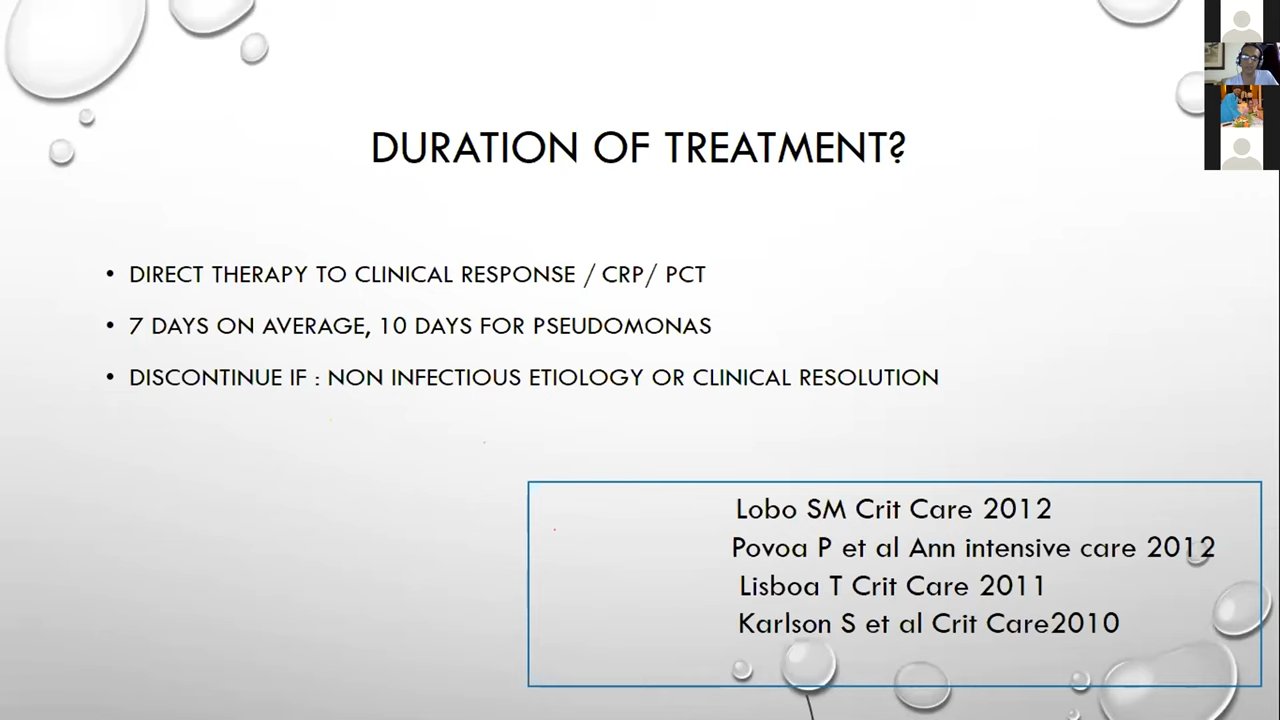 DURATION OF TREATMENT?
• DIRECT THERAPY TO CLINICAL RESPONSE / CRP/ PCT
• 7 DAYS ON AVERAGE, 10 DAYS FOR PSEUDOMONAS
• DISCONTINUE IF : NON INFECTIOUS ETIOLOGY OR CLINICAL RESOLUTION
Lobo SM Crit Care 2012
Povoa P et al Ann intensive care 2012
Lisboa T Crit Care 2011
Karlson S et al Crit Care2010